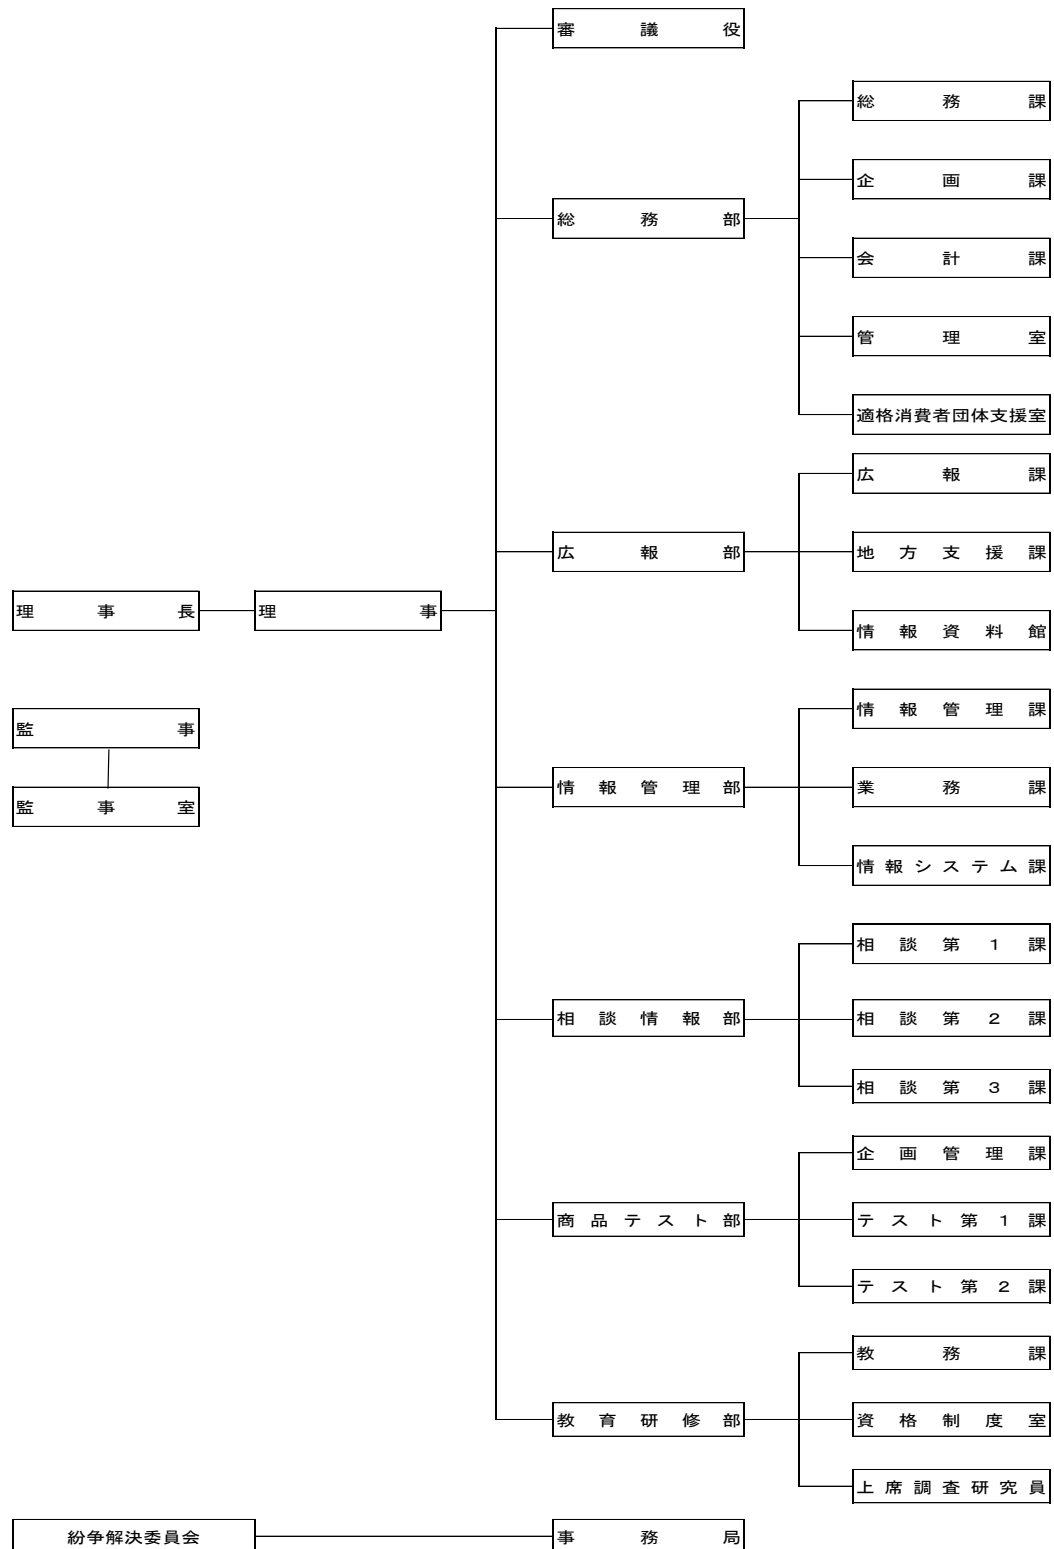 審議役
総務課
企画課
総務部
会計課
管理室
適格消費者団体支援室
広報課
広報部
地方支援課
理事長
理事
情報資料館
監事
情報管理課
監事室
情報管理部
業務課
情報システム課
相談第1課
相談情報部
相談第2課
相談第3課
企画管理課
商品テスト部
テスト第1課
テスト第2課
教務課
教育研修部
資格制度室
上席調査研究員
紛争解決委員会
事務局